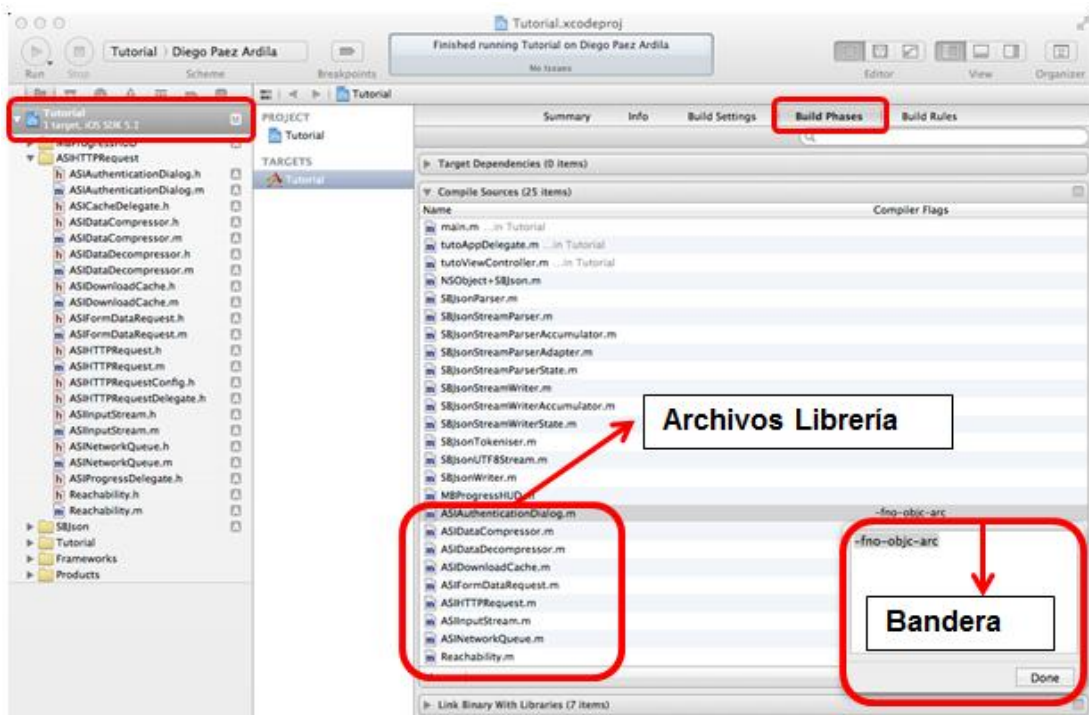 Tutorial.xcodeproj
Tutorial
Diego Paez Ardila
Finished running Tutorial on Diego Paez Ardila
No Issues
Run
Stop
Scheme
Breakpoints
Editor
View
Organizer
Tutorial
Tutorial
1 target, iOS SDK 5.1
M
MBProgressHUD
ASIHTTPRequest
ASIAuthenticationDialog.h
ASIAuthenticationDialog.m
ASICacheDelegate.h
ASIDataCompressor.h
ASIDataCompressor.m
ASIDataDecompressor.h
ASIDataDecompressor.m
ASIDownloadCache.h
ASIDownloadCache.m
ASIFormDataRequest.h
ASIFormDataRequest.m
ASIHTTPRequest.h
ASIHTTPRequest.m
ASIHTTPRequestConfig.h
ASIHTTPRequestDelegate.h
ASIInputStream.h
ASIInputStream.m
ASINetworkQueue.h
ASINetworkQueue.m
ASIProgressDelegate.h
Reachability.h
Reachability.m
SBJson
Tutorial
Frameworks
Products
PROJECT
Tutorial
TARGETS
Tutorial
Summary
Info
Build Settings
Build Phases
Build Rules
Target Dependencies (0 items)
Compile Sources (25 items)
Name
Compiler Flags
main.m ...in Tutorial
tutoAppDelegate.m ...in Tutorial
tutoViewController.m ...in Tutorial
NSObject+SBJson.m
SBJsonParser.m
SBJsonStreamParser.m
SBJsonStreamParserAccumulator.m
SBJsonStreamParserAdapter.m
SBJsonStreamParserState.m
SBJsonStreamWriter.m
SBJsonStreamWriterAccumulator.m
SBJsonStreamWriterState.m
SBJsonTokeniser.m
SBJsonUTF8Stream.m
SBJsonWriter.m
MBProgressHUD.m
ASIAuthenticationDialog.m
-fno-objc-arc
ASIDataCompressor.m
ASIDataDecompressor.m
ASIDownloadCache.m
ASIFormDataRequest.m
ASIHTTPRequest.m
ASIInputStream.m
ASINetworkQueue.m
Reachability.m
Archivos Librería
-fno-objc-arc
Bandera
Done
Link Binary With Libraries (7 items)